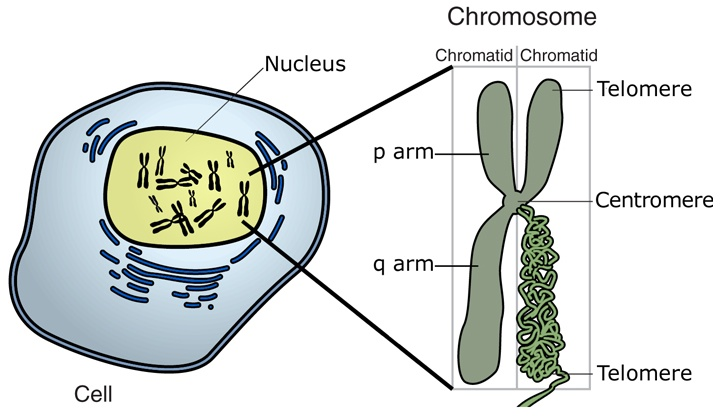 Chromosome
Chromatid Chromatid
Nucleus
Telomere
p arm
Centromere
q arm
Telomere
Cell